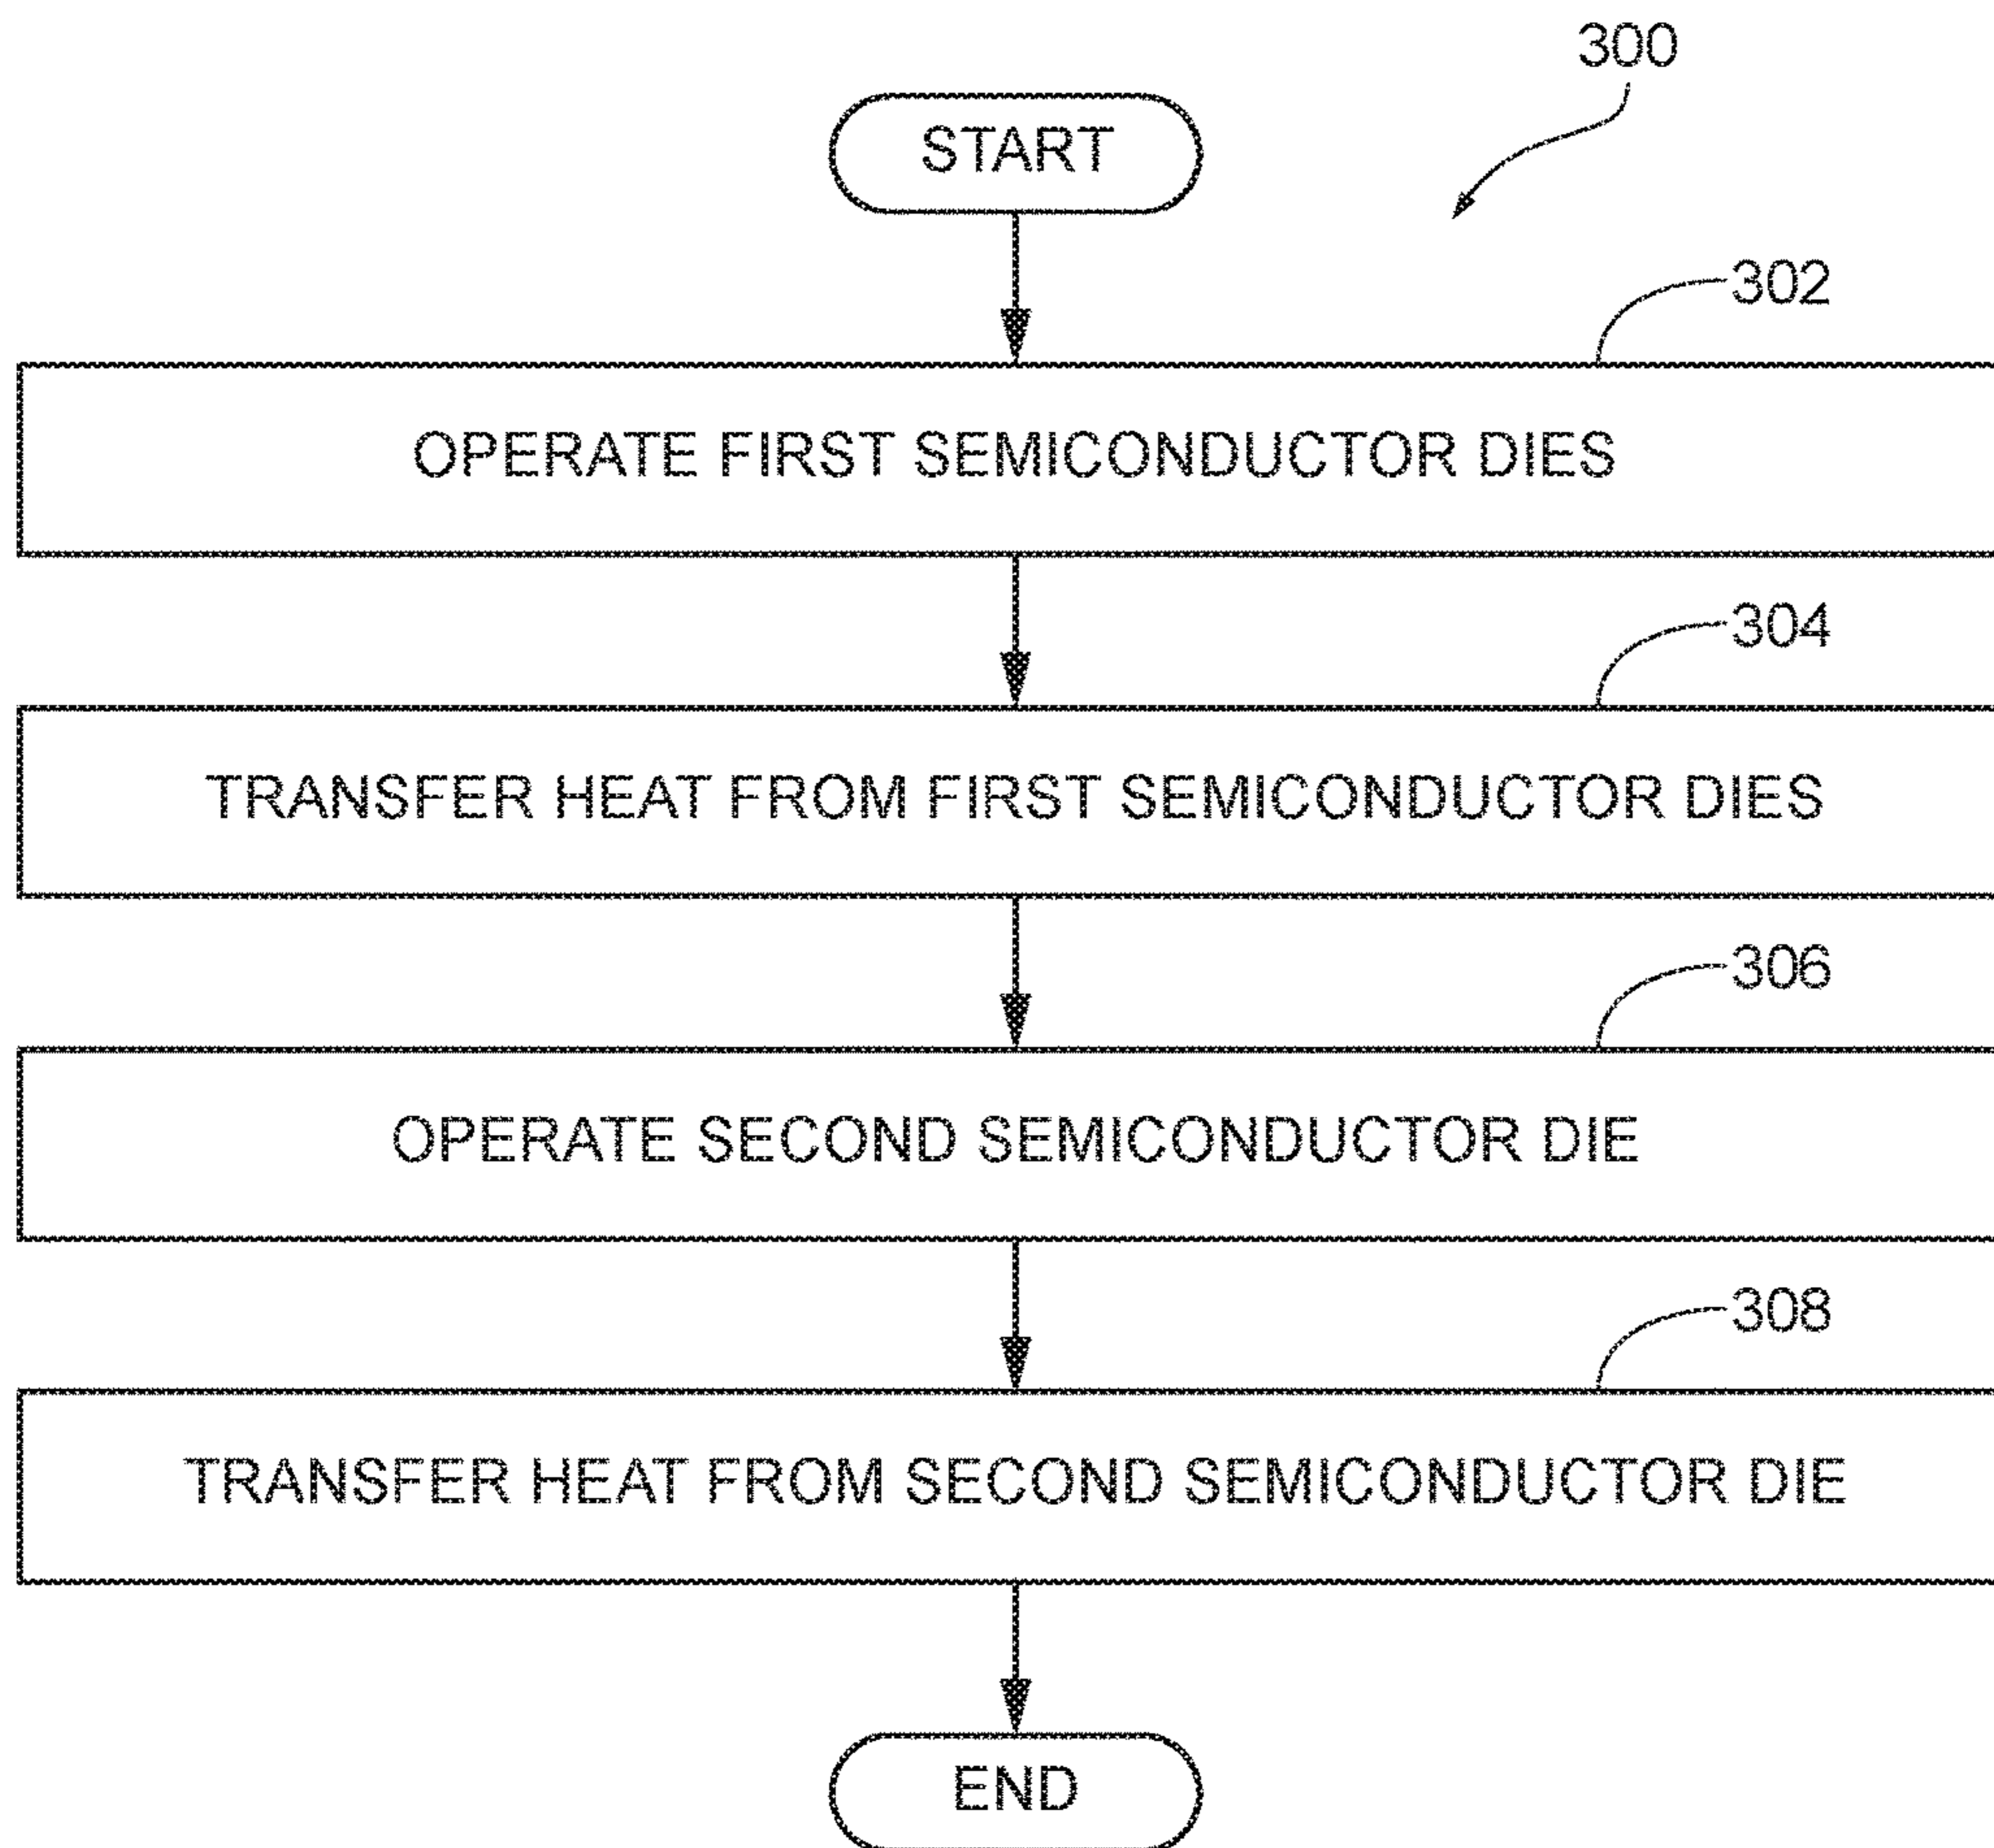 300
START
302
OPERATE FIRST SEMICONDUCTOR DIES
304
TRANSFER HEAT FROM FIRST SEMICONDUCTOR DIES
306
OPERATE SECOND SEMICONDUCTOR DIE
308
TRANSFER HEAT FROM SECOND SEMICONDUCTOR DIE
END